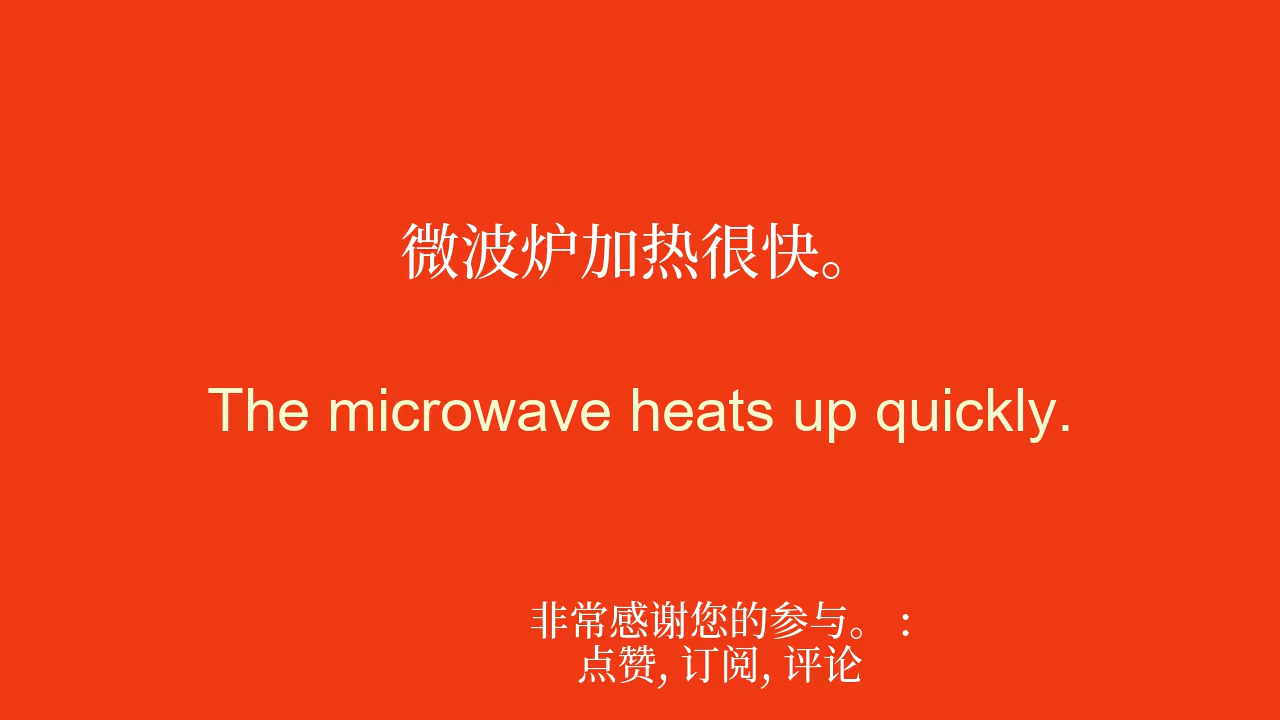 微波炉加热很快。
The microwave heats up quickly.
非常感谢您的参与。 :
点赞, 订阅, 评论